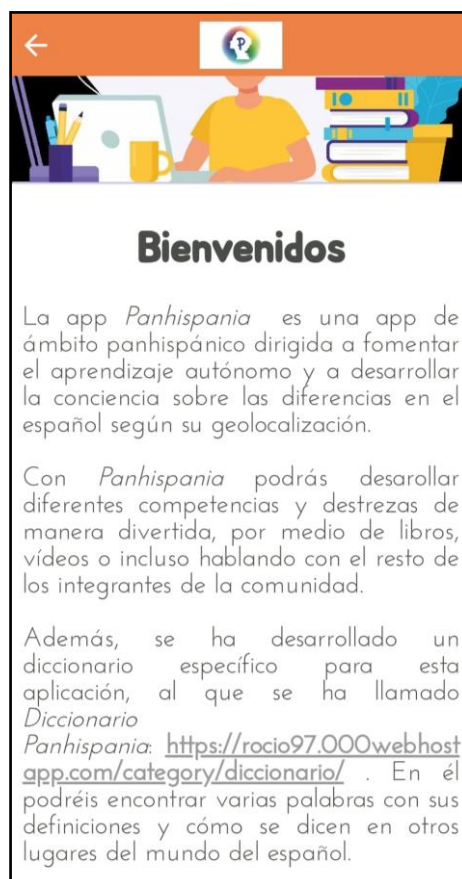 P
Bienvenidos
La app Panhispania es una app de
ámbito panhispánico dirigida a fomentar
el aprendizaje autónomo y a desarrollar
la conciencia sobre las diferencias en el
español según su geolocalización.
Con Panhispania podrás desarollar
diferentes competencias y destrezas de
manera divertida, por medio de libros,
vídeos o incluso hablando con el resto de
los integrantes de la comunidad.
Además, se ha desarrollado un
diccionario específico para esta
aplicación, al que se ha llamado
Diccionario
Panhispania: https://rocio97.000webhost
app.com/category/diccionario/ . En él
podréis encontrar varias palabras con sus
definiciones y cómo se dicen en otros
lugares del mundo del español.